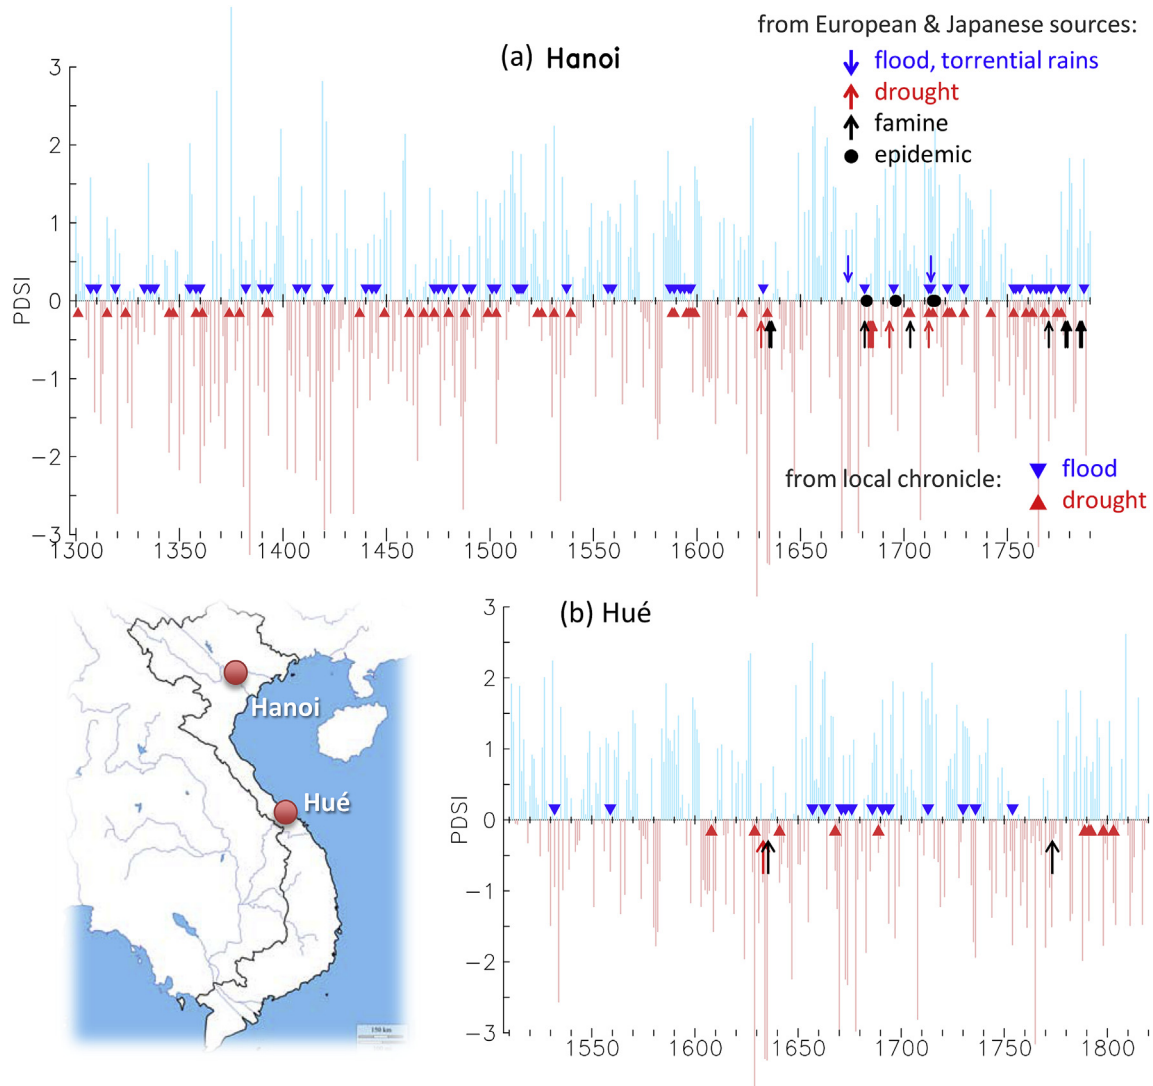 from European & Japanese sources:
(a) Hanoi
flood, torrential rains
drought
famine
epidemic
3
2
1
0
−1
−2
−3
PDSI
from local chronicle:
flood
drought
1300 1350 1400 1450 1500 1550 1600 1650 1700 1750
Hanoi
Hué
150 km
(b) Hué
3
2
1
0
−1
−2
−3
PDSI
1550 1600 1650 1700 1750 1800